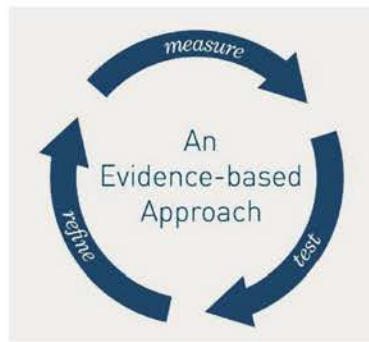 measure
An
Evidence-based
Approach
test
refine